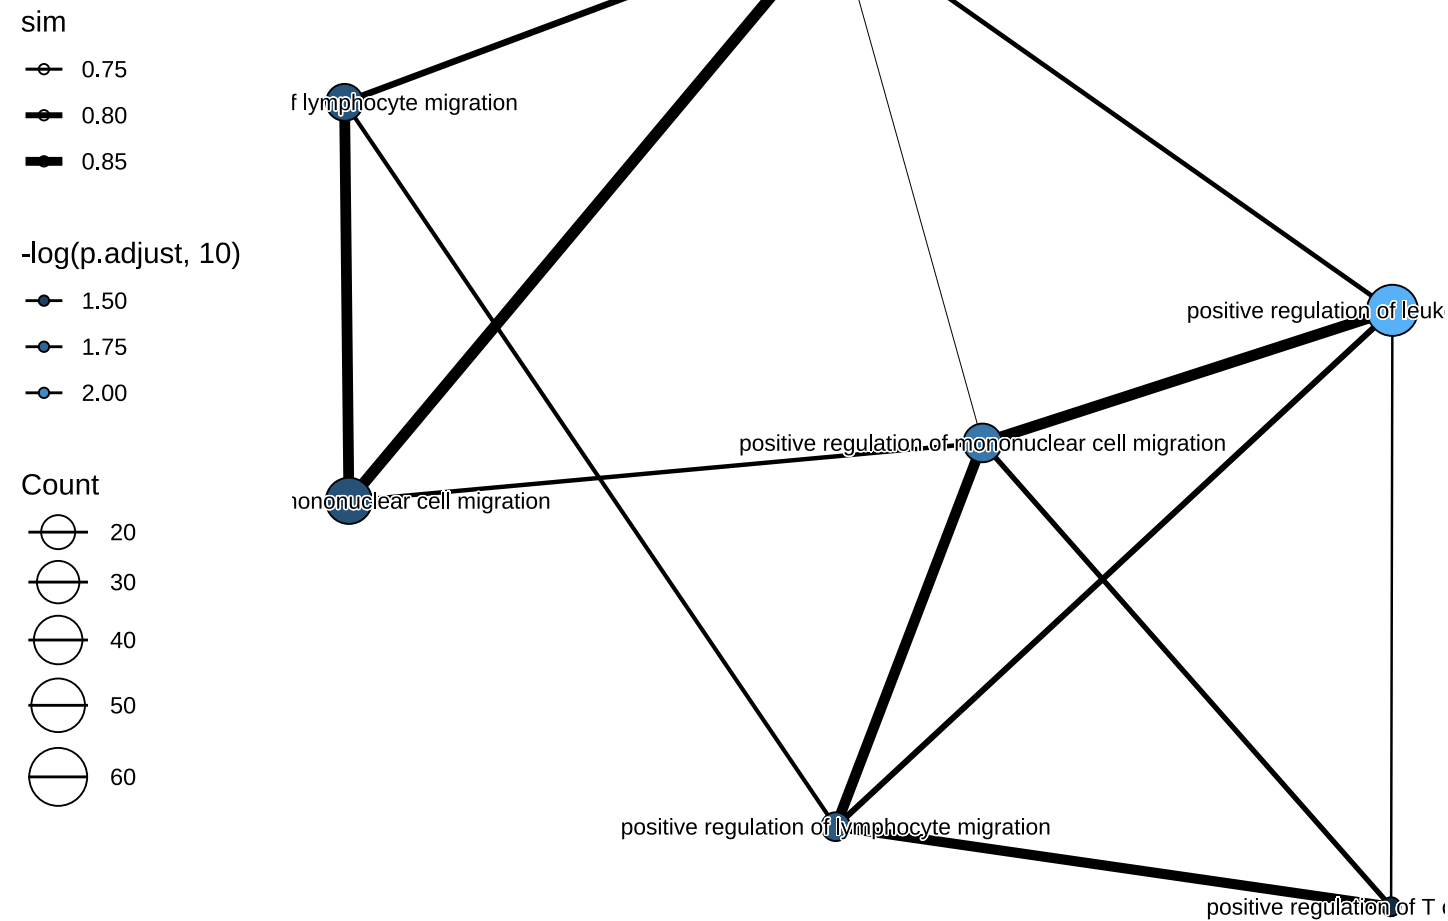 sim
0.75
0.80
0.85
-log(p.adjust, 10)
1.50
1.75
2.00
Count
20
30
40
50
60
f lymphocyte migration
positive regulation of leuk
positive regulation of mononuclear cell migration
mononuclear cell migration
positive regulation of lymphocyte migration
positive regulation of T